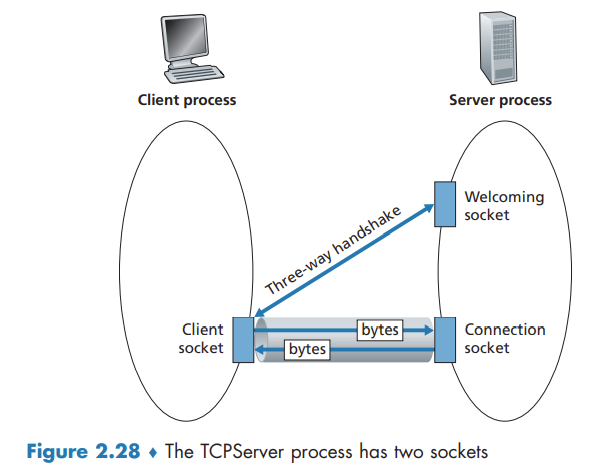 Client process
Server process
Welcoming
socket
Three-way handshake
Client
socket
bytes
bytes
Connection
socket
Figure 2.28 ♦ The TCPServer process has two sockets